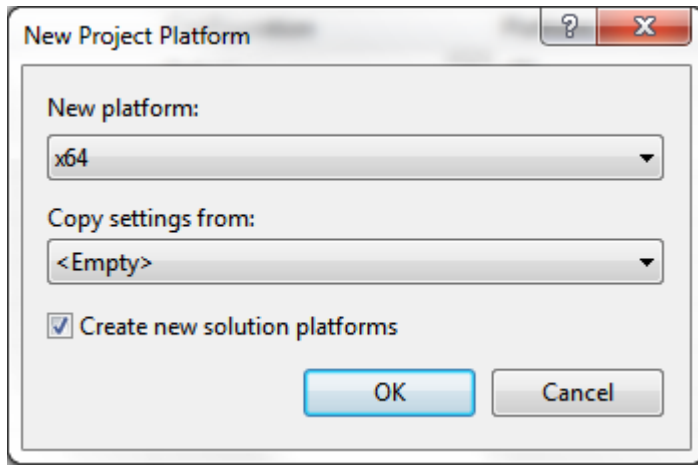 New Project Platform
New platform:
x64
Copy settings from:
<Empty>
Create new solution platforms
OK Cancel